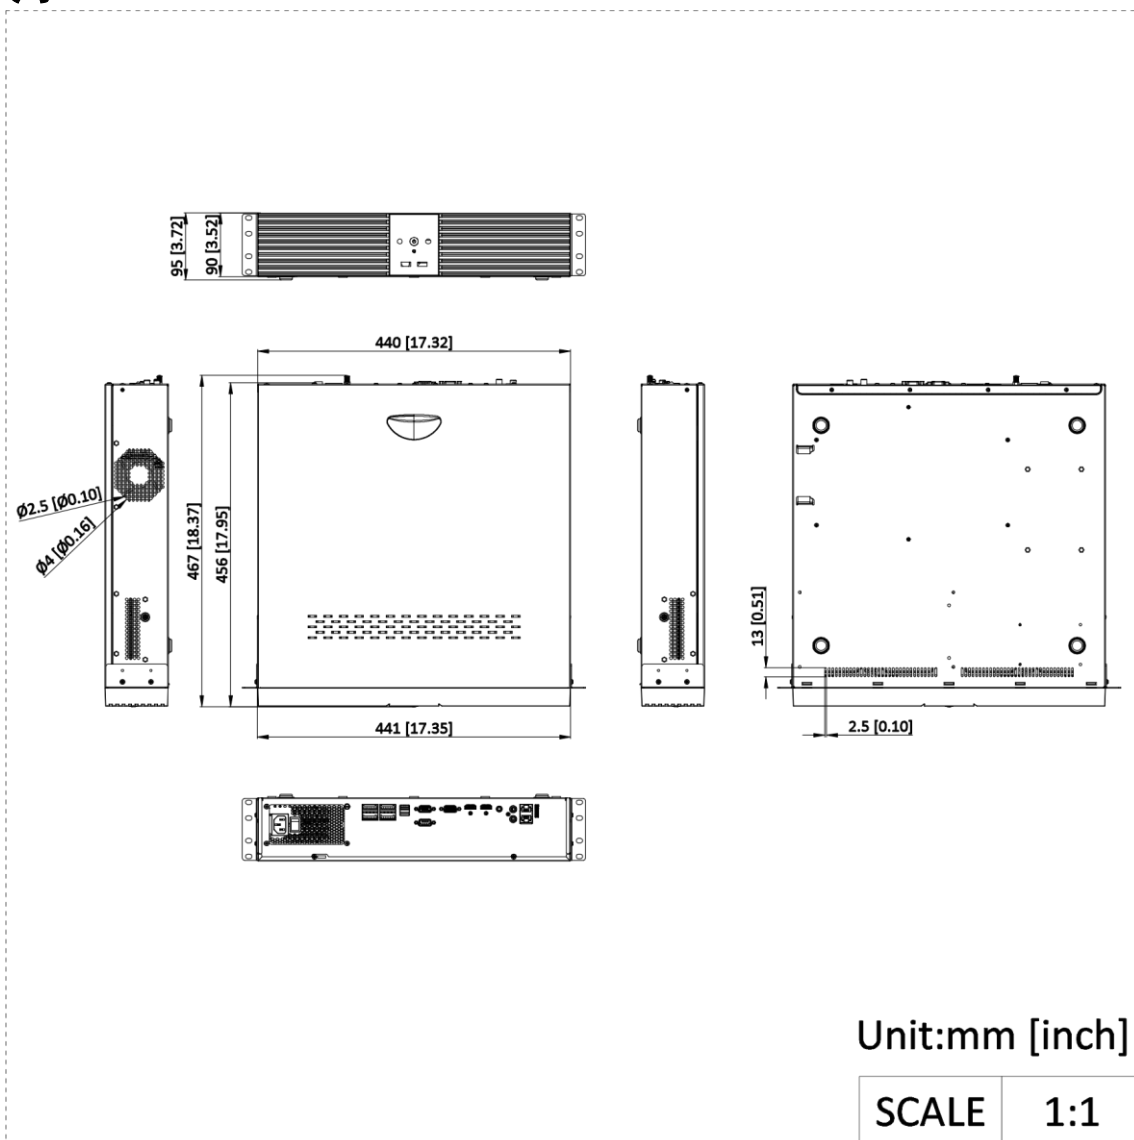 95 [3.72]
90 [3.52]
440 [17.32]
Ø2.5 [Ø0.10]
Ø4 [Ø0.16]
467 [18.37]
456 [17.95]
13 [0.51]
441 [17.35]
2.5 [0.10]
Unit:mm [inch]
SCALE 1:1